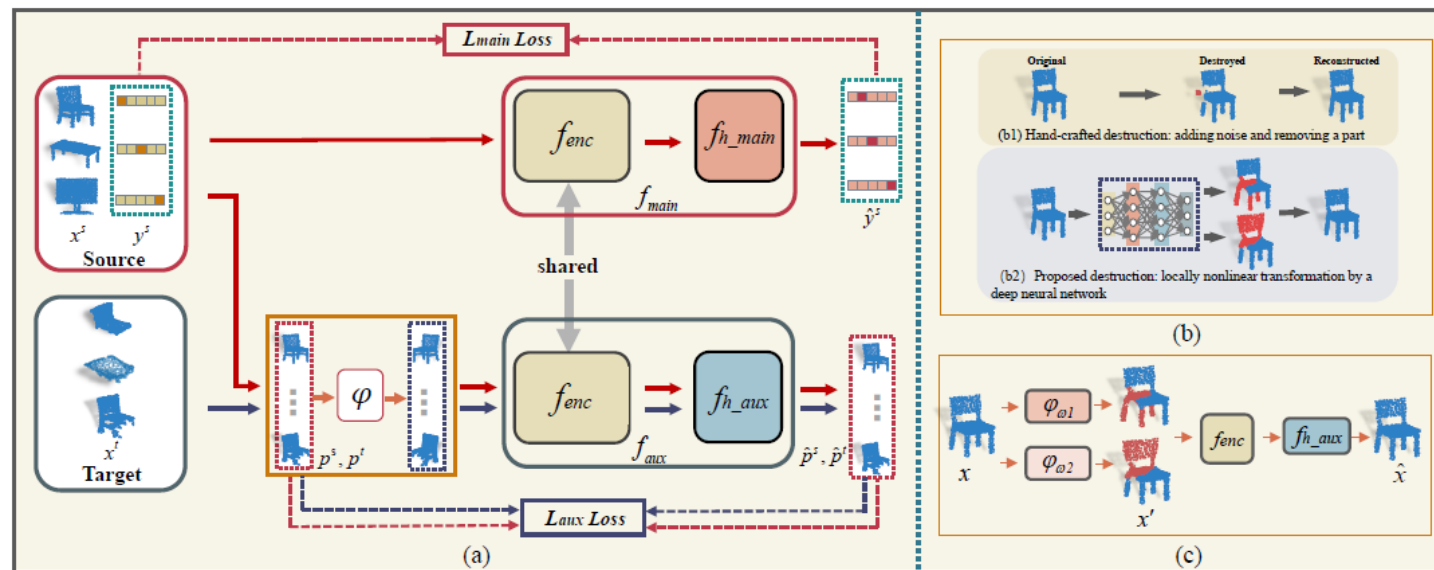 Lmain Loss
fenc
fh_main
fmain
ŷˢ
xˢ
yˢ
Source
shared
xᵗ
Target
φ
pˢ, pᵗ
fenc
fh_aux
faux
p̂ˢ, p̂ᵗ
Laux Loss
(a)
Original
Destroyed
Reconstructed
(b1) Hand-crafted destruction: adding noise and removing a part
(b2) Proposed destruction: locally nonlinear transformation by a
deep neural network
(b)
x
φω1
φω2
x′
fenc
fh_aux
x̂
(c)